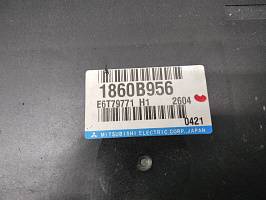 1860B956
E6T79771 H1 2604
0421
MITSUBISHI ELECTRIC CORP. JAPAN